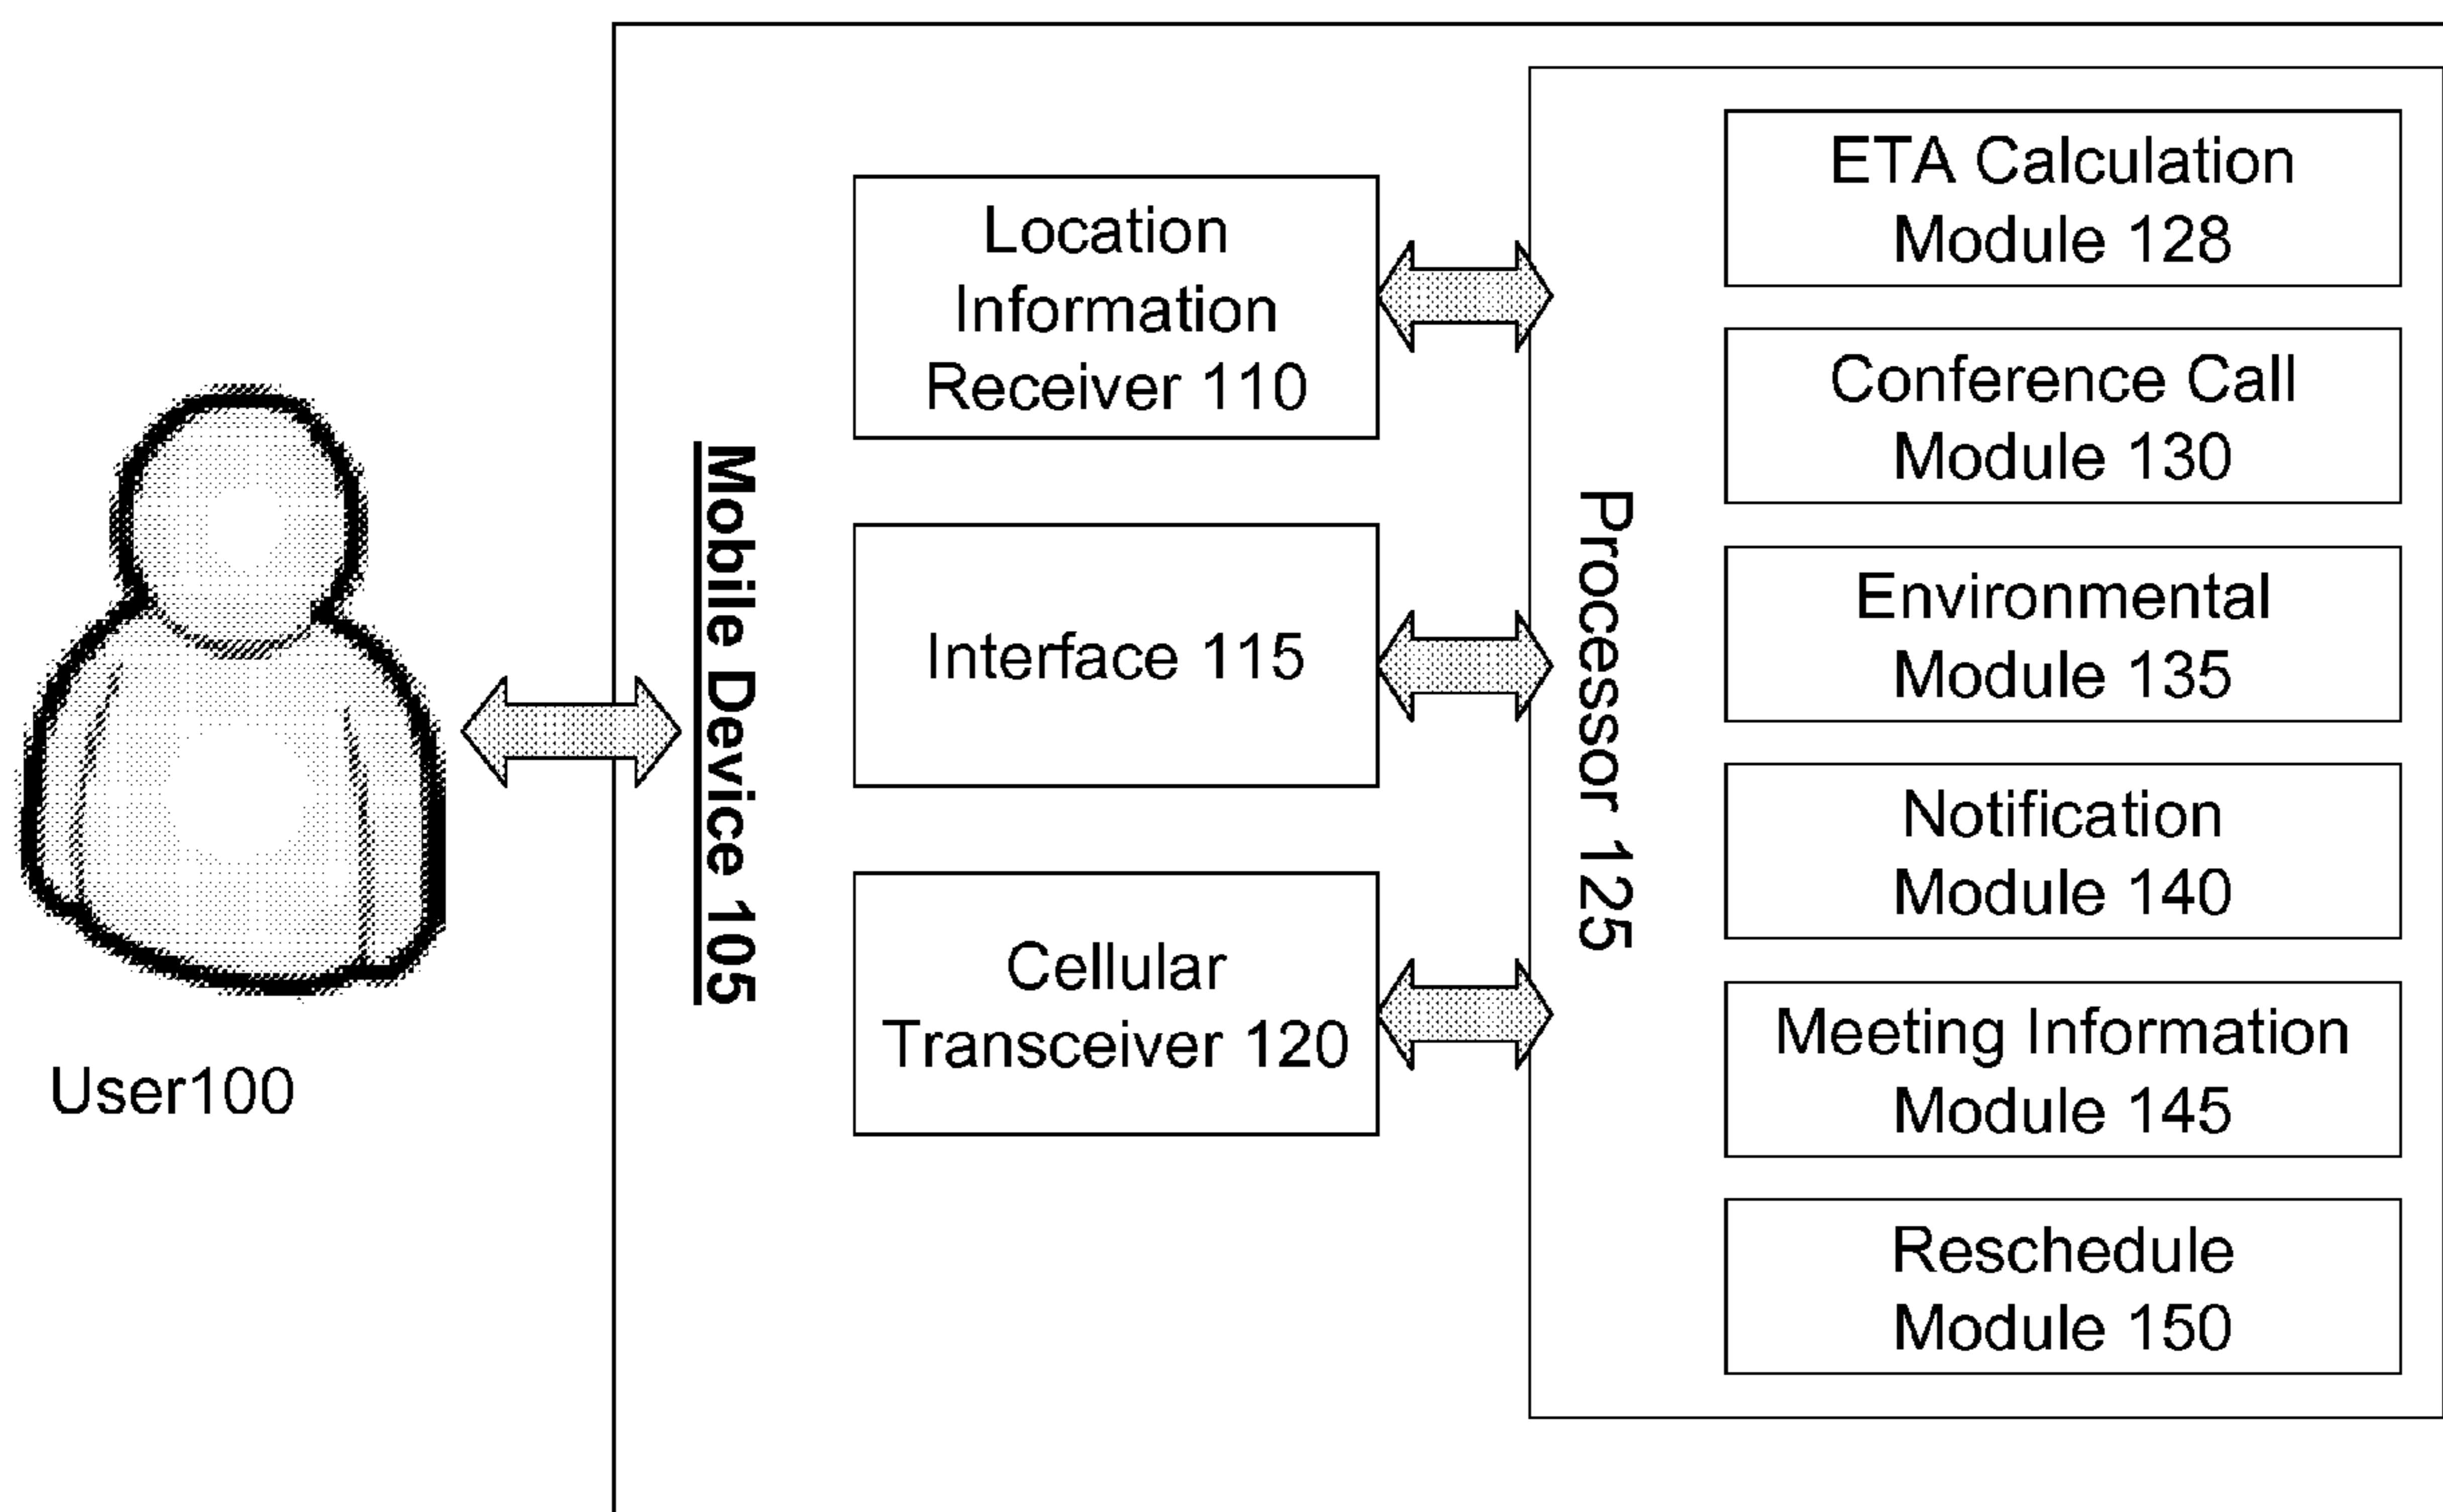 User100
Mobile Device 105
Location
Information
Receiver 110
Interface 115
Cellular
Transceiver 120
Processor 125
ETA Calculation
Module 128
Conference Call
Module 130
Environmental
Module 135
Notification
Module 140
Meeting Information
Module 145
Reschedule
Module 150